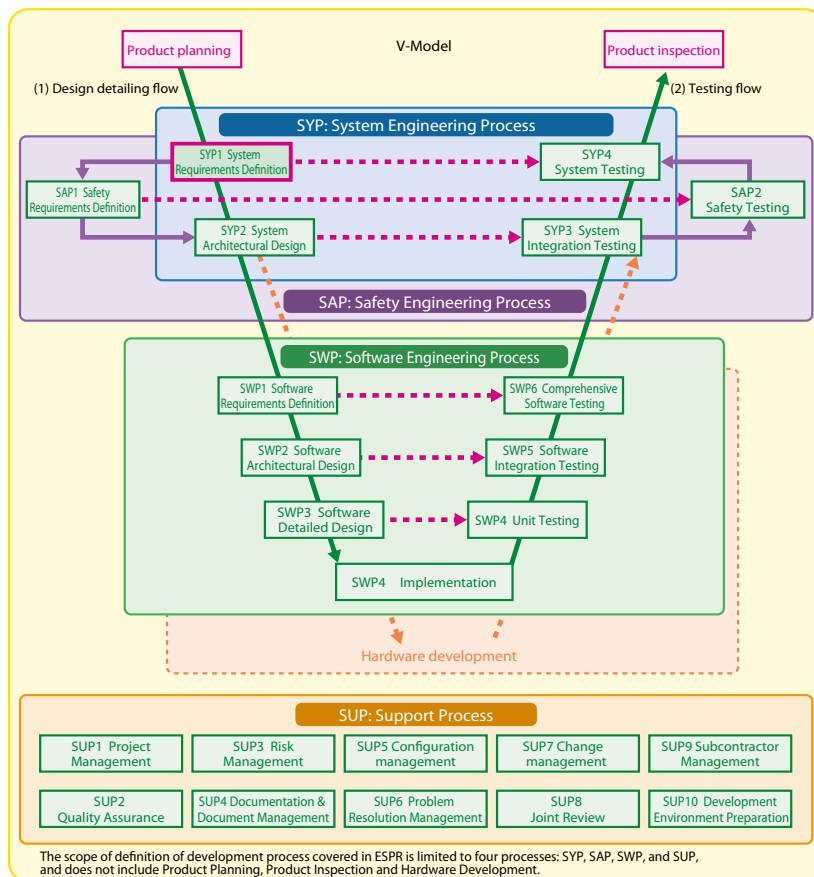 Product planning
V-Model
Product inspection
(1) Design detailing flow
(2) Testing flow
SYP: System Engineering Process
SYP1 System
Requirements Definition
SYP4
System Testing
SAP1 Safety
Requirements Definition
SAP2
Safety Testing
SYP2 System
Architectural Design
SYP3 System
Integration Testing
SAP: Safety Engineering Process
SWP: Software Engineering Process
SWP1 Software
Requirements Definition
SWP6 Comprehensive
Software Testing
SWP2 Software
Architectural Design
SWP5 Software
Integration Testing
SWP3 Software
Detailed Design
SWP4 Unit Testing
SWP4 Implementation
Hardware development
SUP: Support Process
SUP1 Project
Management
SUP3 Risk
Management
SUP5 Configuration
management
SUP7 Change
management
SUP9 Subcontractor
Management
SUP2
Quality Assurance
SUP4 Documentation &
Document Management
SUP6 Problem
Resolution Management
SUP8
Joint Review
SUP10 Development
Environment Preparation
The scope of definition of development process covered in ESPR is limited to four processes: SYP, SAP, SWP, and SUP,
and does not include Product Planning, Product Inspection and Hardware Development.